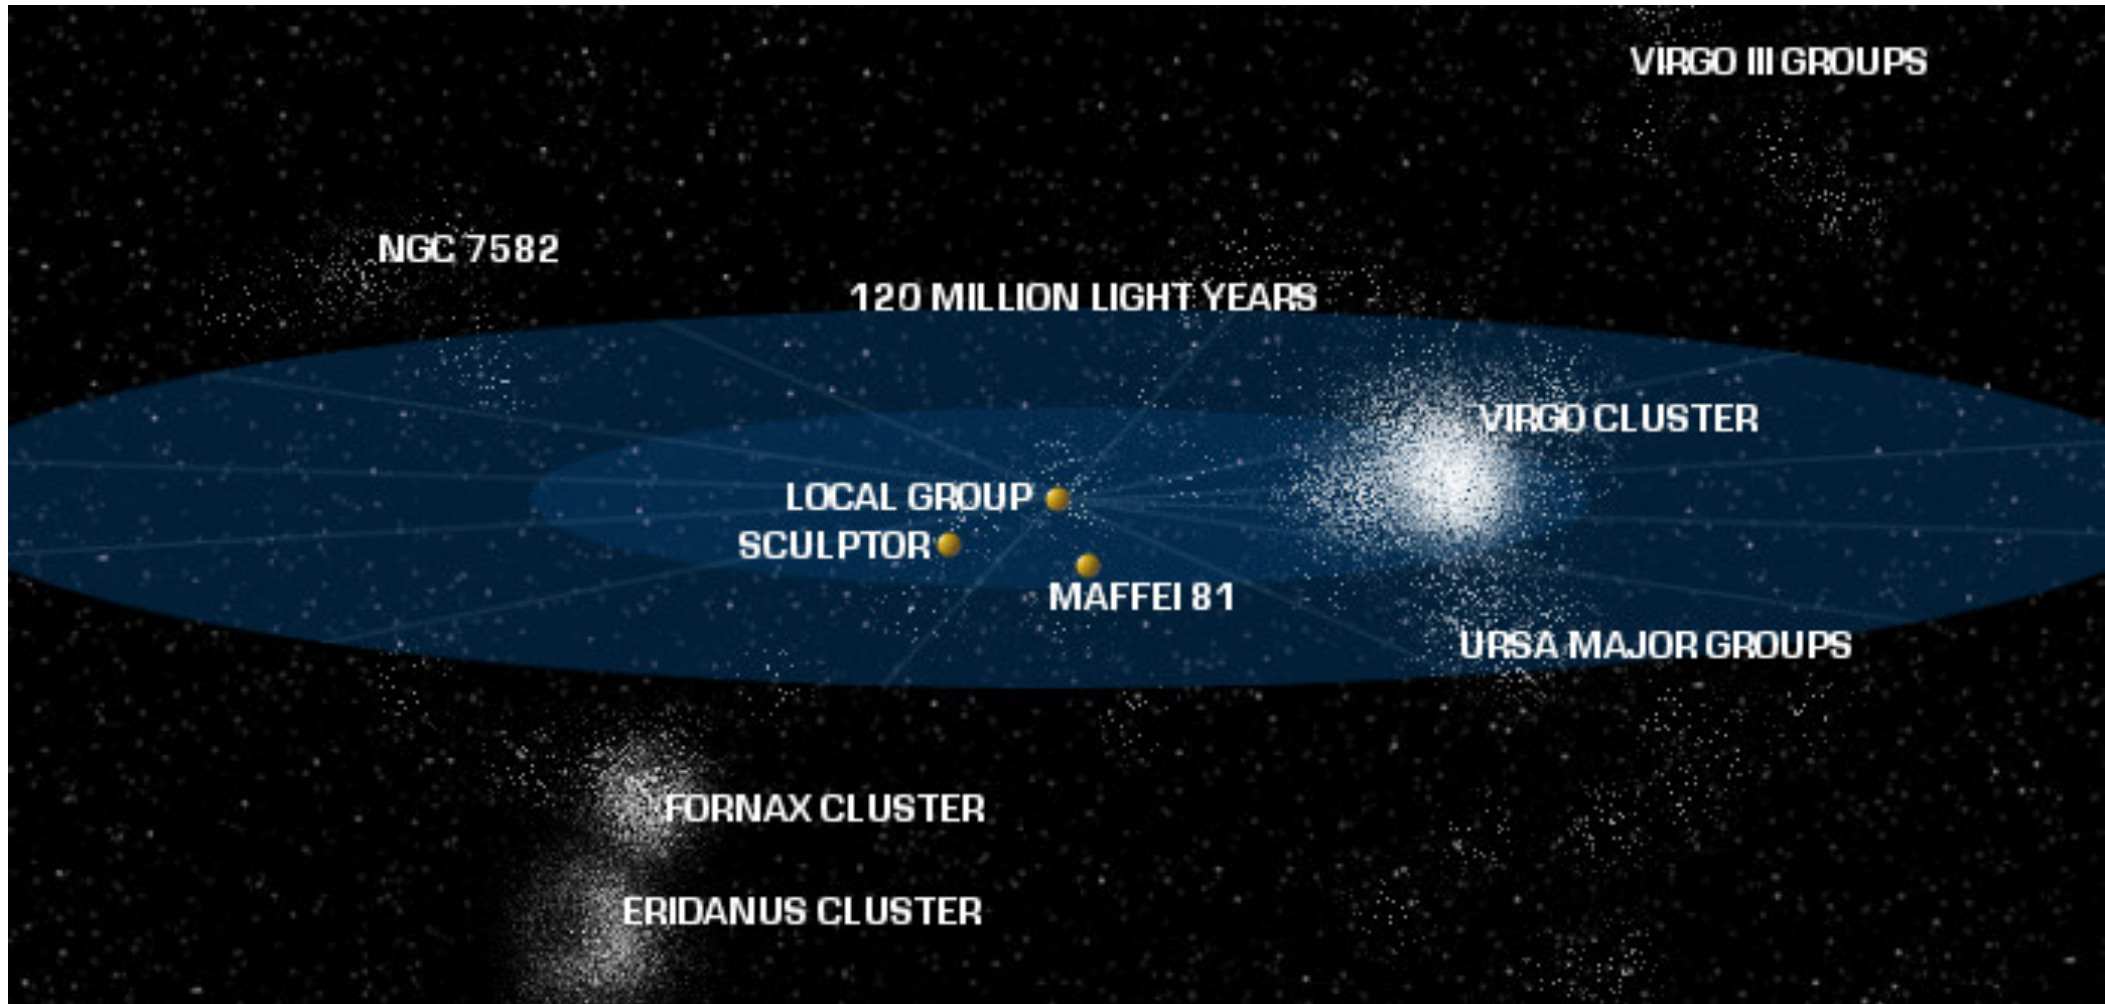 VIRGO III GROUPS
NGC 7582
120 MILLION LIGHT YEARS
VIRGO CLUSTER
LOCAL GROUP
SCULPTOR
MAFFEI 81
URSA MAJOR GROUPS
FORNAX CLUSTER
ERIDANUS CLUSTER